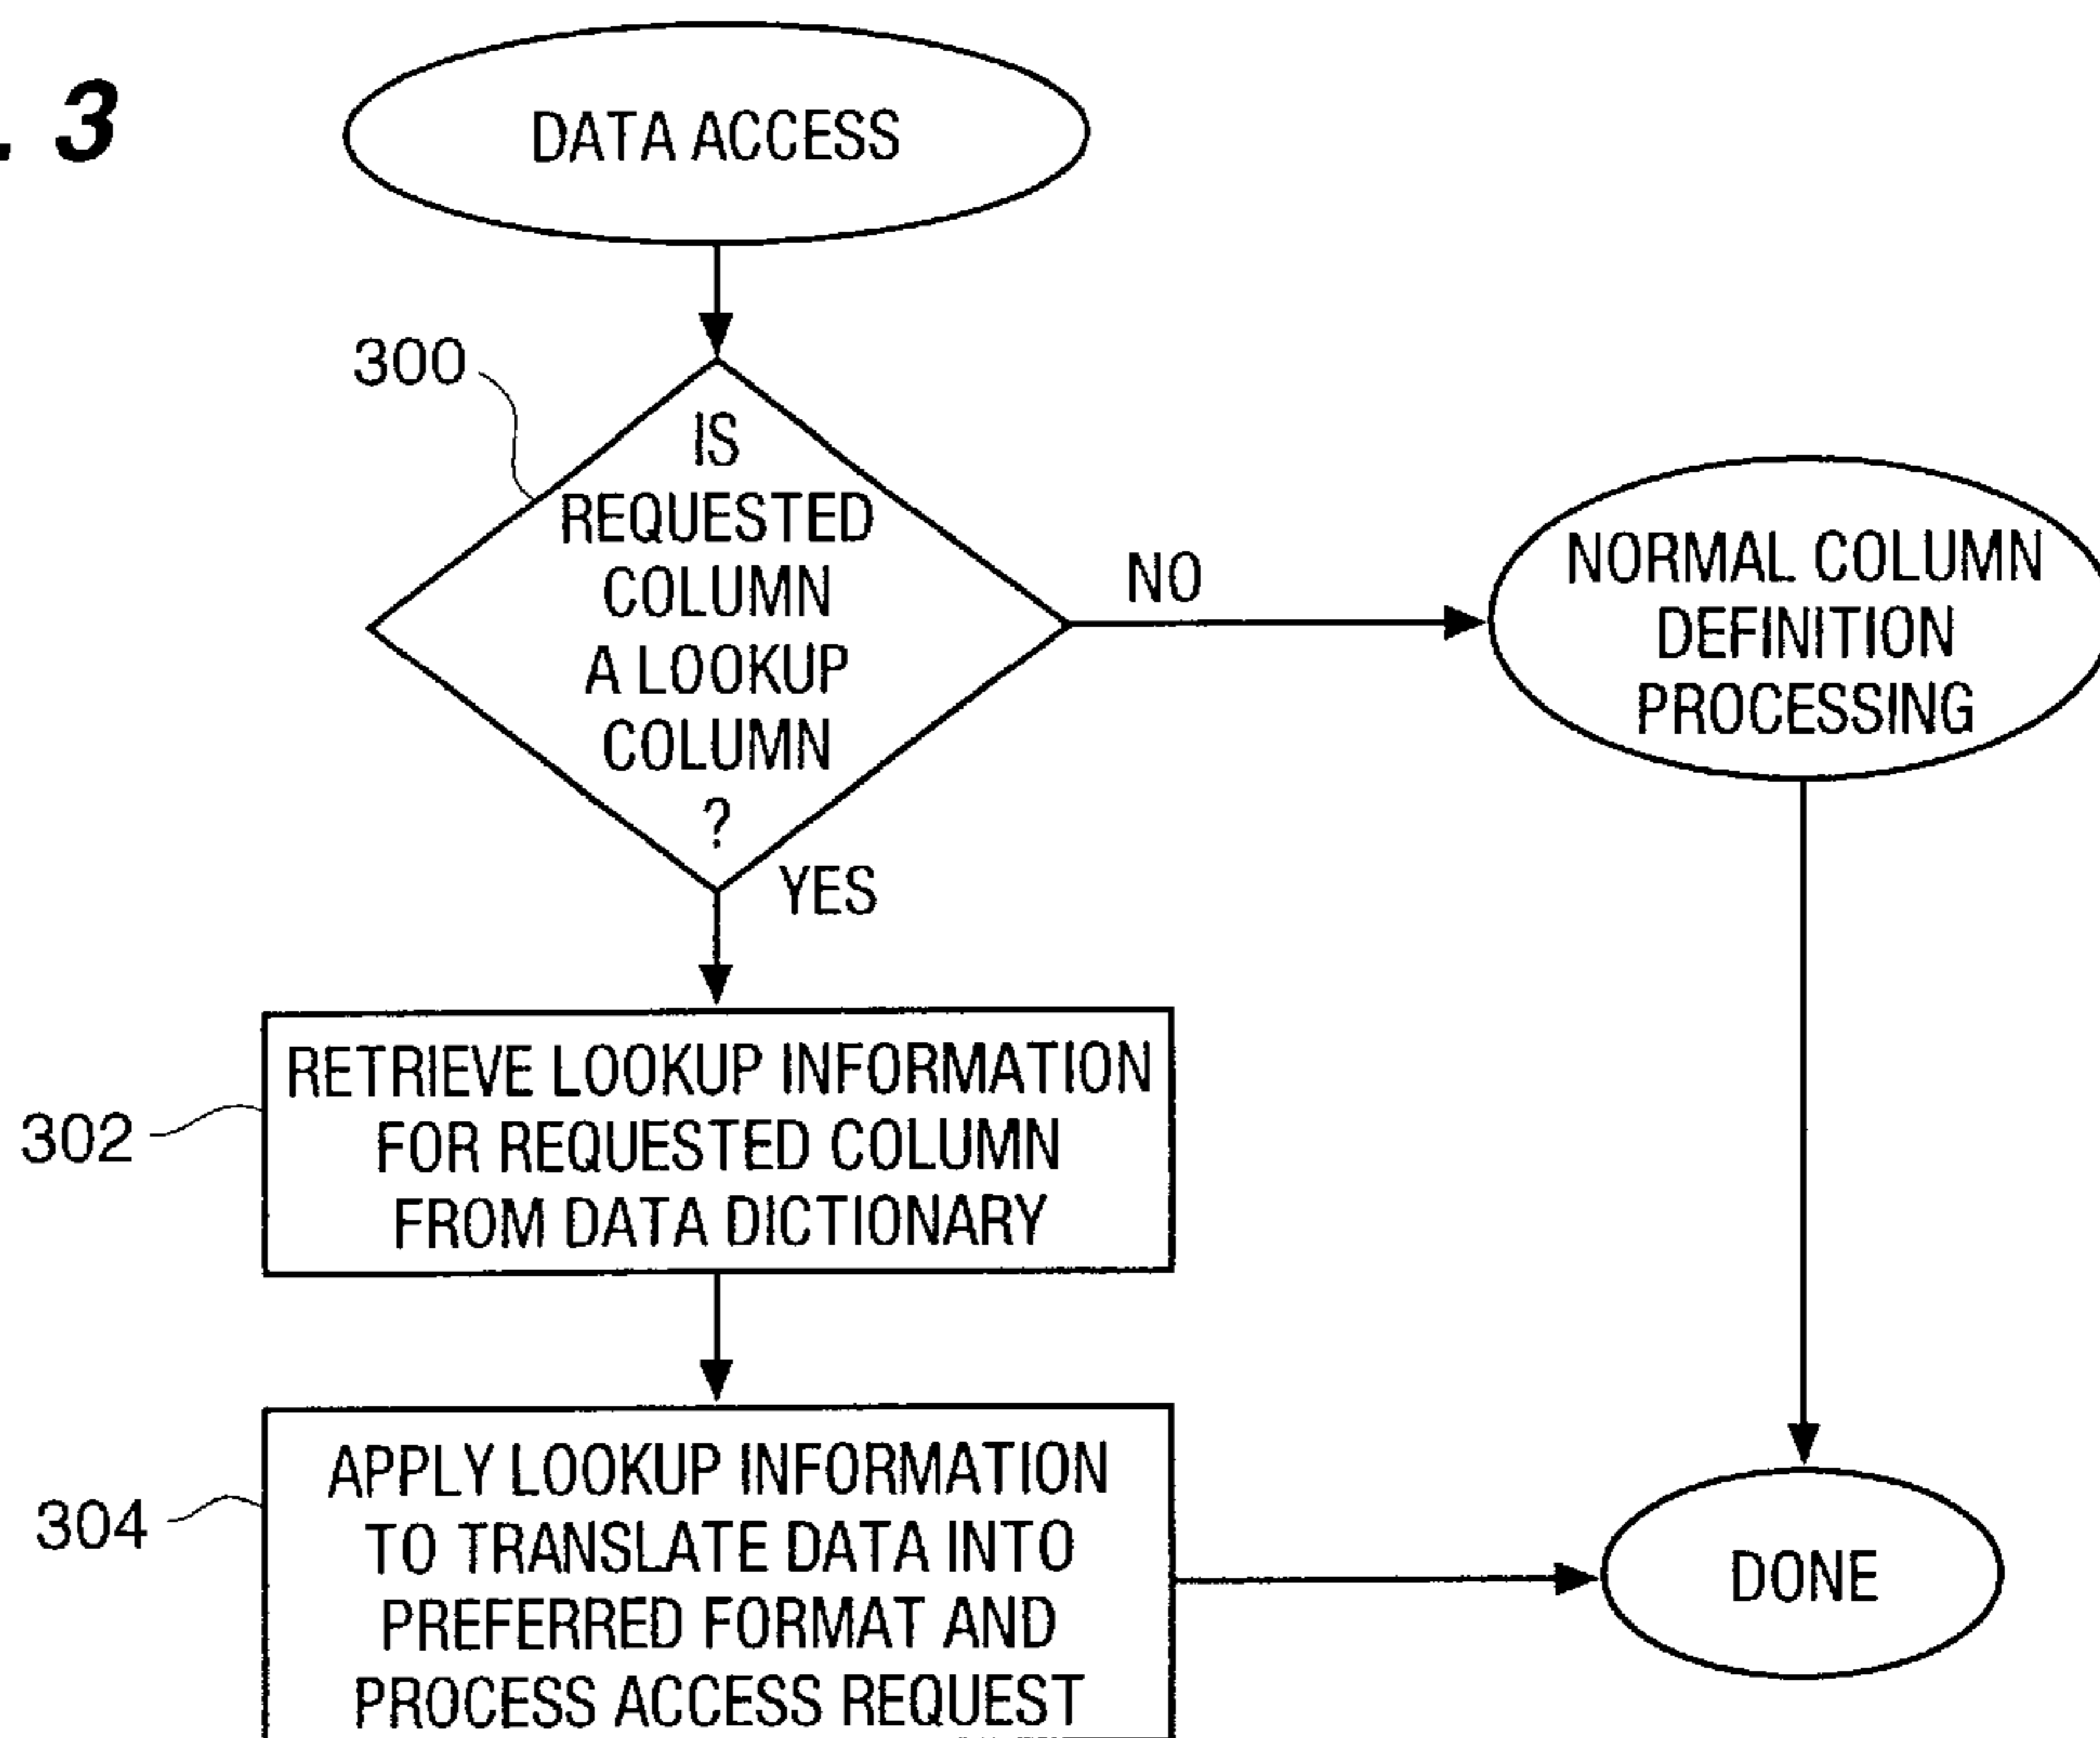 . 3
DATA ACCESS
300
IS
REQUESTED
COLUMN
A LOOKUP
COLUMN
?
NO
NORMAL COLUMN
DEFINITION
PROCESSING
YES
302
RETRIEVE LOOKUP INFORMATION
FOR REQUESTED COLUMN
FROM DATA DICTIONARY
304
APPLY LOOKUP INFORMATION
TO TRANSLATE DATA INTO
PREFERRED FORMAT AND
PROCESS ACCESS REQUEST
DONE